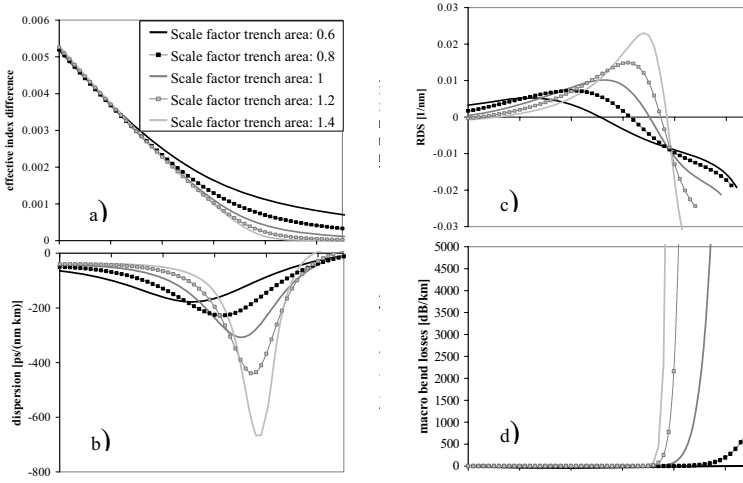 0.006
0.005
0.004
0.003
0.002
0.001
0
effective index difference
Scale factor trench area: 0.6
Scale factor trench area: 0.8
Scale factor trench area: 1
Scale factor trench area: 1.2
Scale factor trench area: 1.4
a)
0
-200
-400
-600
-800
dispersion [ps/(nm km)]
b)
0.03
0.02
0.01
0
-0.01
-0.02
-0.03
RDS [1/nm]
c)
5000
4500
4000
3500
3000
2500
2000
1500
1000
500
0
macro bend losses [dB/km]
d)